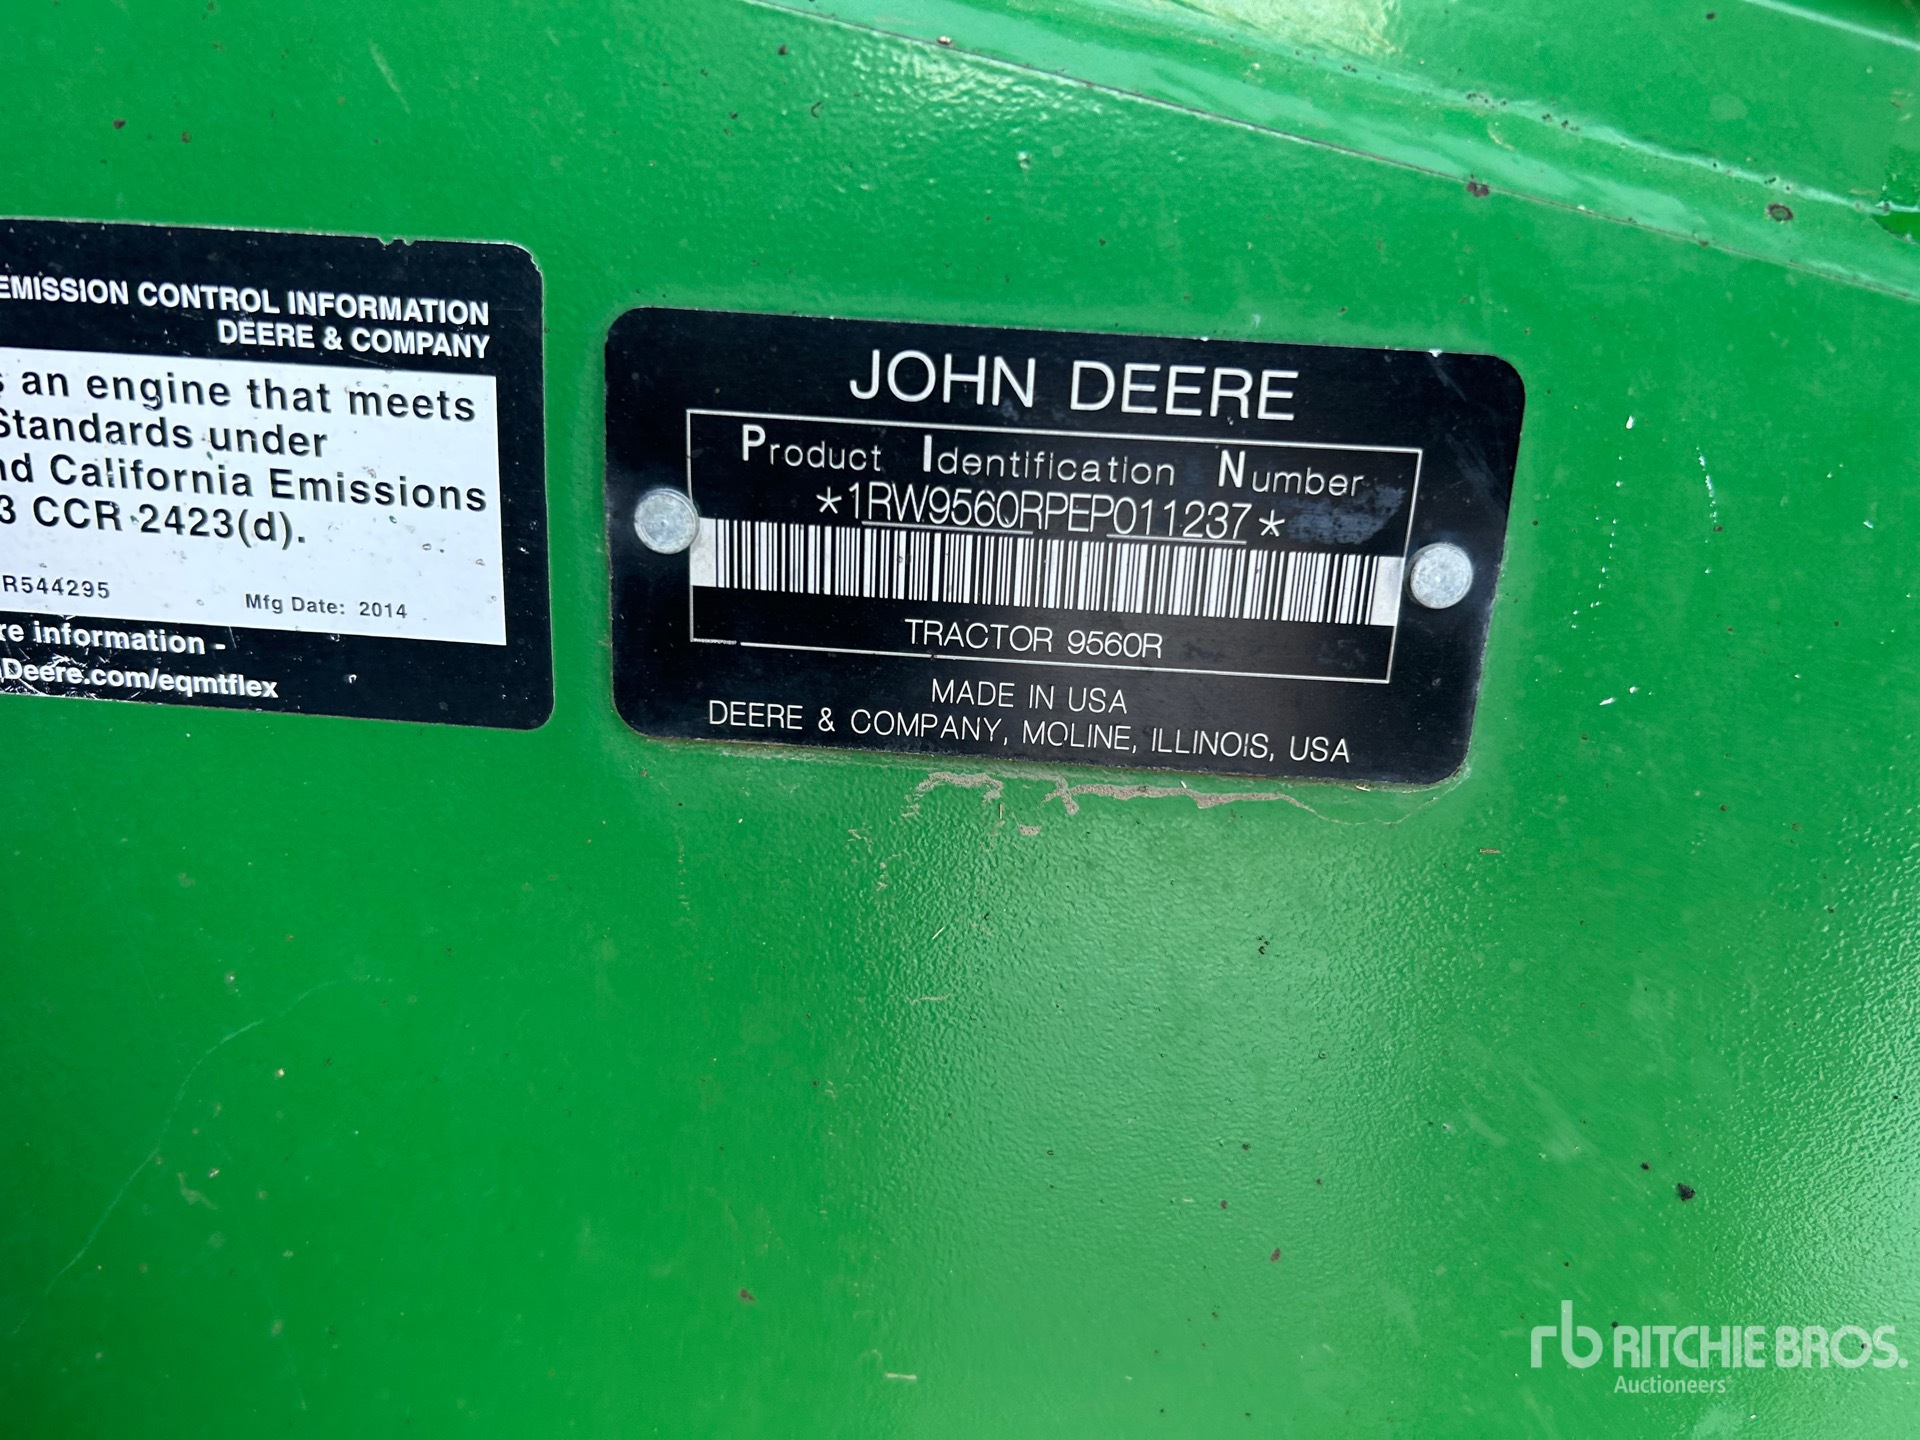 EMISSION CONTROL INFORMATION
DEERE & COMPANY
an engine that meets
Standards under
nd California Emissions
3 CCR 2423(d).
R544295
Mfg Date: 2014
re information -
Deere.com/eqmtflex
JOHN DEERE
Product Identification Number
*1RW9560RPEP011237*
TRACTOR 9560R
MADE IN USA
DEERE & COMPANY, MOLINE, ILLINOIS, USA
rb RITCHIE BROS.
Auctioneers